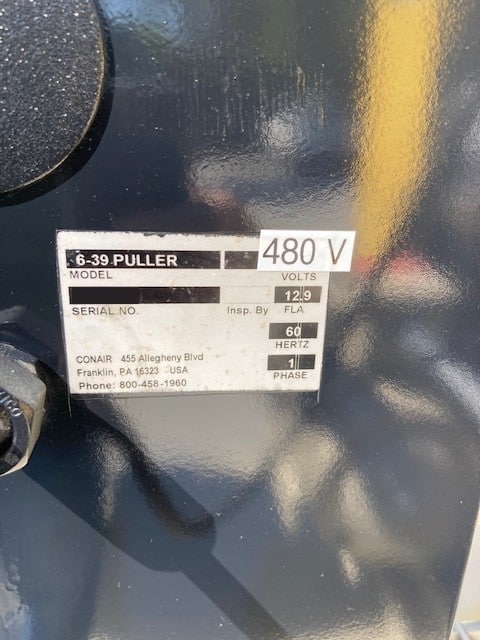 6-39 PULLER 480 V
MODEL VOLTS
12.9
SERIAL NO. Insp. By FLA
60
HERTZ
CONAIR 455 Allegheny Blvd 1
Franklin, PA 16323 USA PHASE
Phone: 800-458-1960